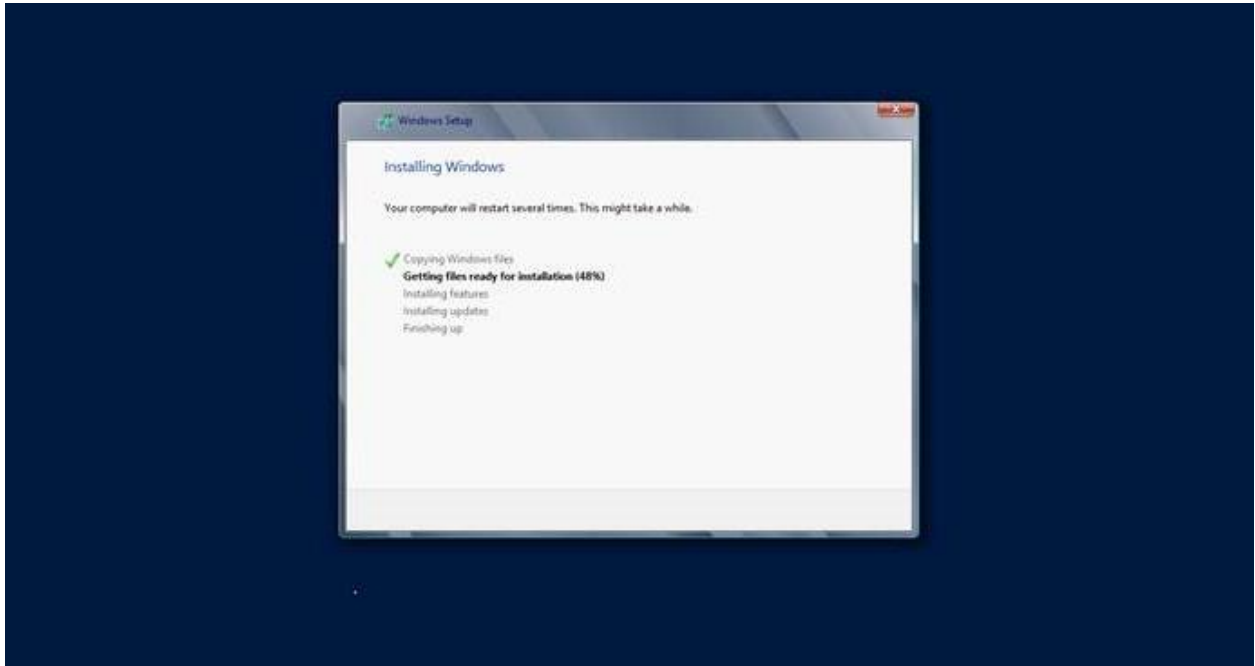 Windows Setup
Installing Windows
Your computer will restart several times. This might take a while.
Copying Windows files
Getting files ready for installation (48%)
Installing features
Installing updates
Finishing up